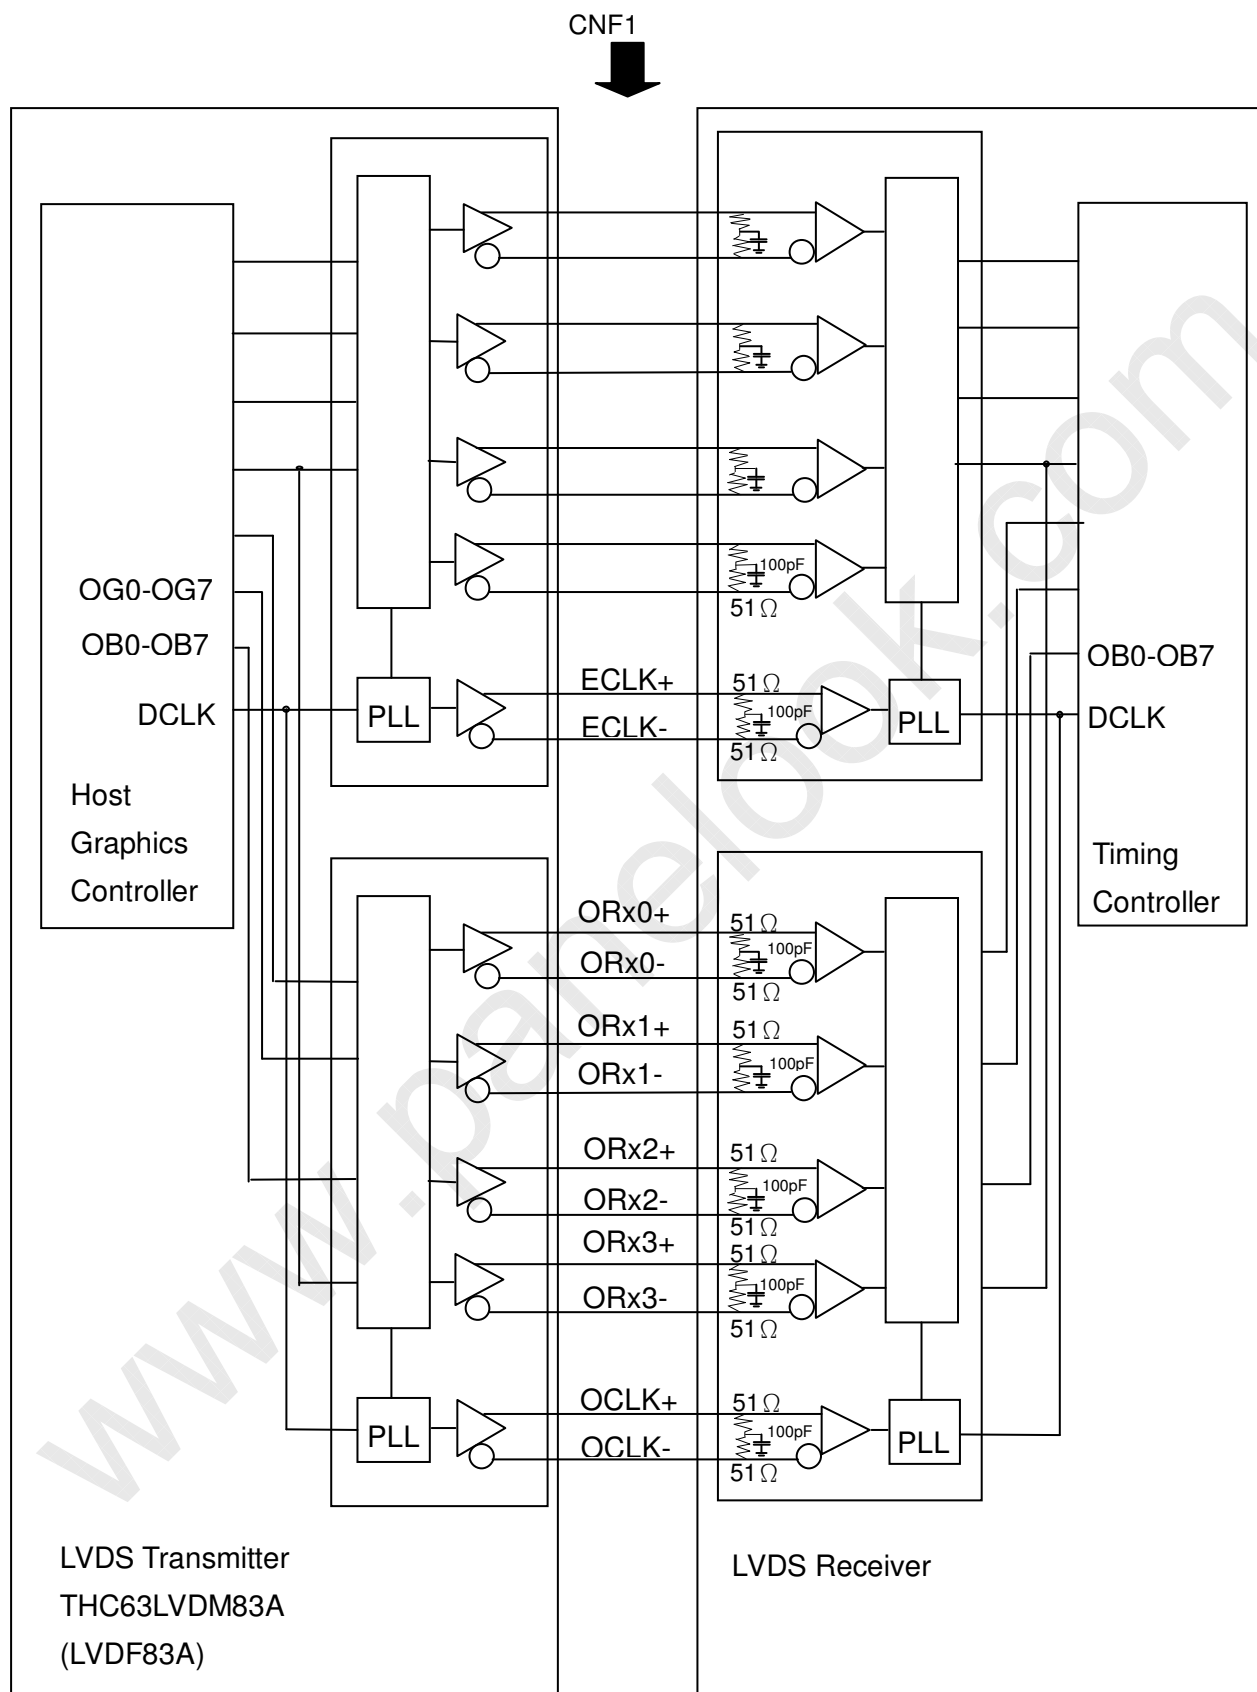 CNF1
100pF
51Ω
OG0-OG7
OB0-OB7
OB0-OB7
ECLK+
51Ω
DCLK
PLL
100pF
PLL
DCLK
ECLK-
51Ω
Host
Graphics
Controller
Timing
Controller
ORx0+
51Ω
100pF
ORx0-
51Ω
ORx1+
51Ω
100pF
ORx1-
51Ω
ORx2+
51Ω
100pF
ORx2-
51Ω
ORx3+
51Ω
100pF
ORx3-
51Ω
OCLK+
51Ω
PLL
100pF
PLL
OCLK-
51Ω
LVDS Transmitter
THC63LVDM83A
(LVDF83A)
LVDS Receiver
www.panelook.com